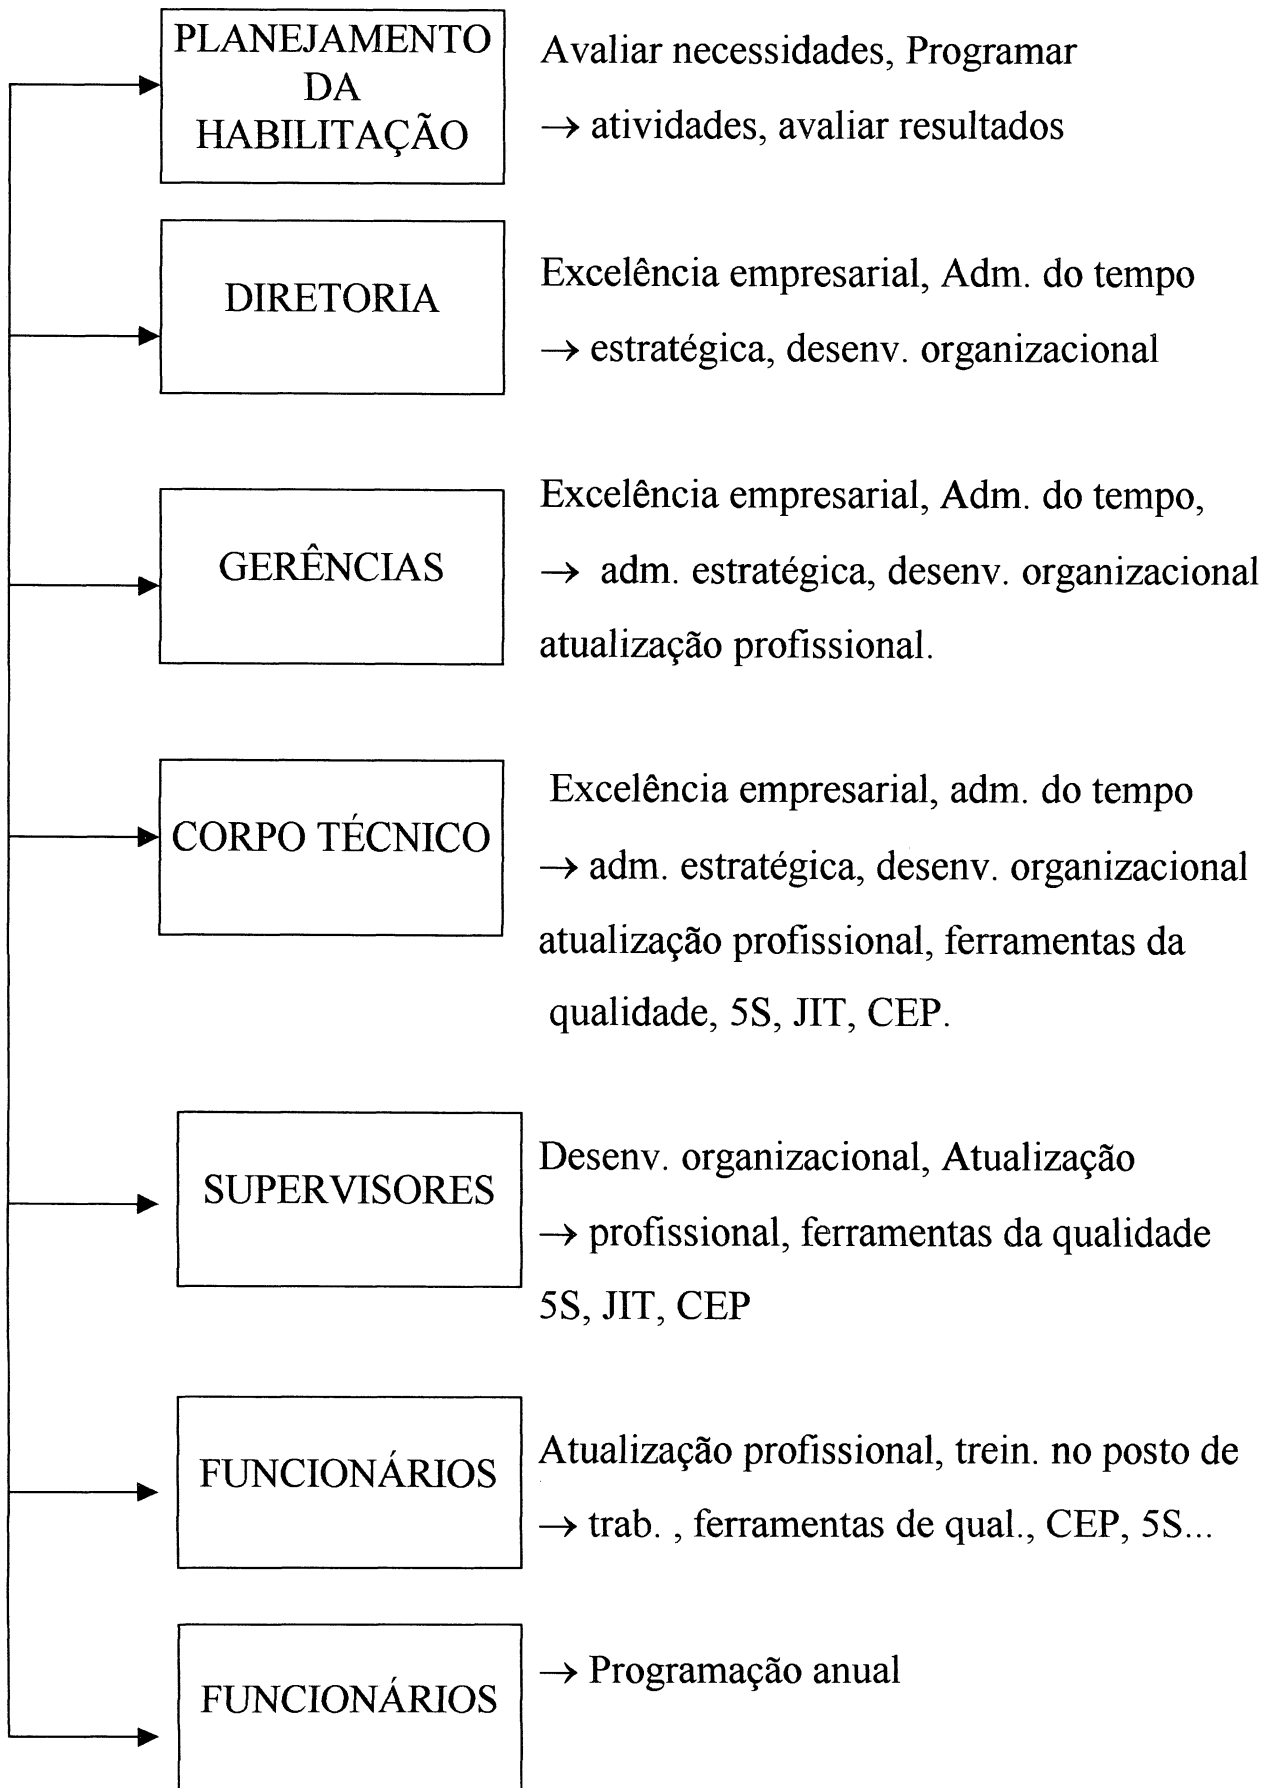 PLANEJAMENTO
DA
HABILITAÇÃO
Avaliar necessidades, Programar
→ atividades, avaliar resultados
DIRETORIA
Excelência empresarial, Adm. do tempo
→ estratégica, desenv. organizacional
GERÊNCIAS
Excelência empresarial, Adm. do tempo,
→ adm. estratégica, desenv. organizacional
atualização profissional.
CORPO TÉCNICO
Excelência empresarial, adm. do tempo
→ adm. estratégica, desenv. organizacional
atualização profissional, ferramentas da
qualidade, 5S, JIT, CEP.
SUPERVISORES
Desenv. organizacional, Atualização
→ profissional, ferramentas da qualidade
5S, JIT, CEP
FUNCIONÁRIOS
Atualização profissional, trein. no posto de
→ trab. , ferramentas de qual., CEP, 5S...
FUNCIONÁRIOS
→ Programação anual